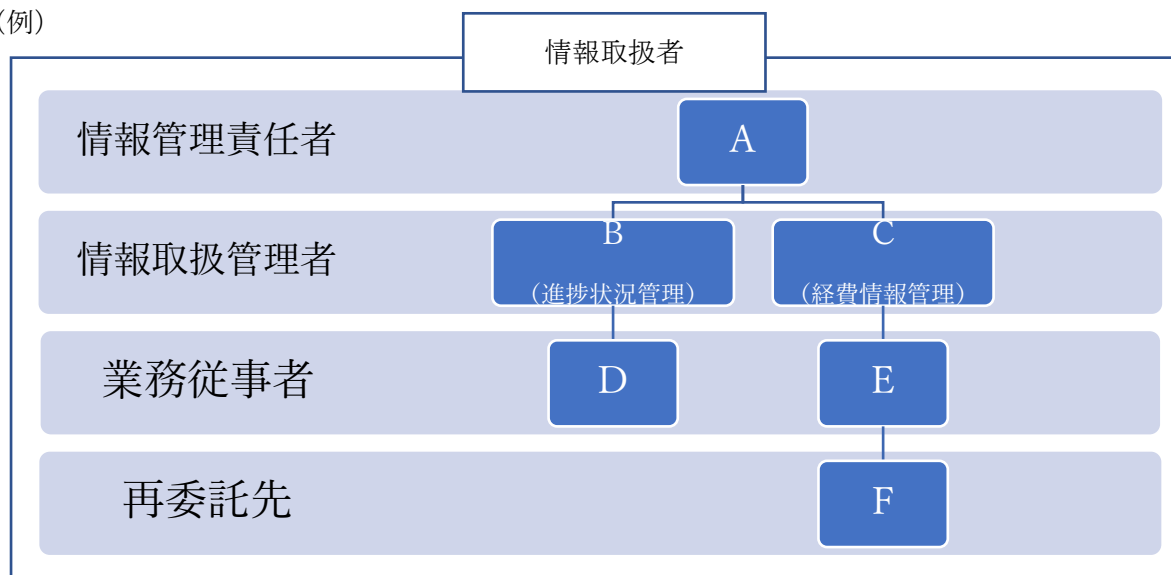 （例）
情報取扱者
情報管理責任者
A
情報取扱管理者
B
（進捗状況管理）
C
（経費情報管理）
業務従事者
D
E
再委託先
F